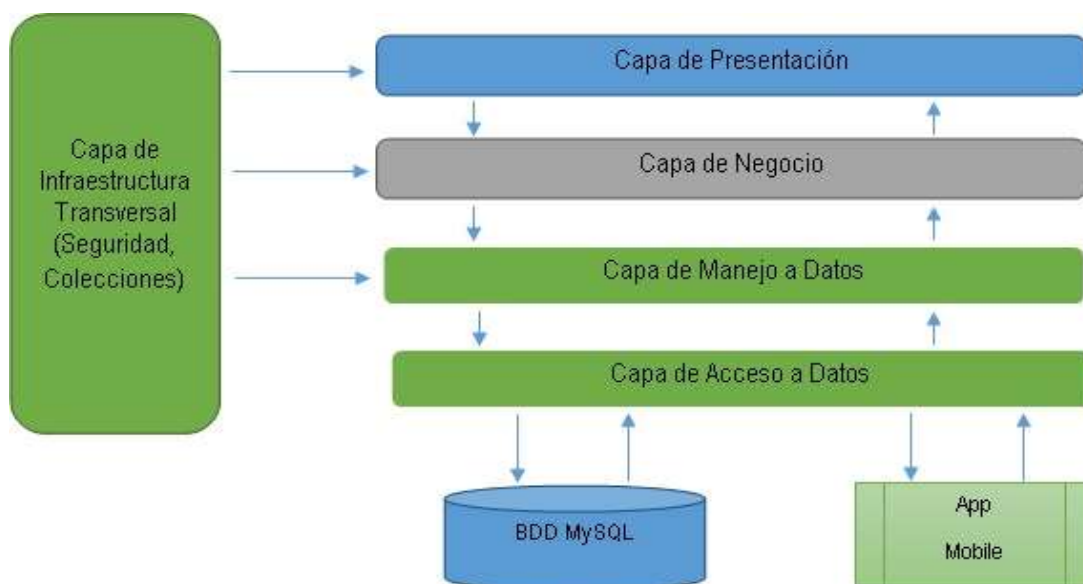 Capa de
Infraestructura
Transversal
(Seguridad,
Colecciones)
Capa de Presentación
Capa de Negocio
Capa de Manejo a Datos
Capa de Acceso a Datos
BDD MySQL
App
Mobile